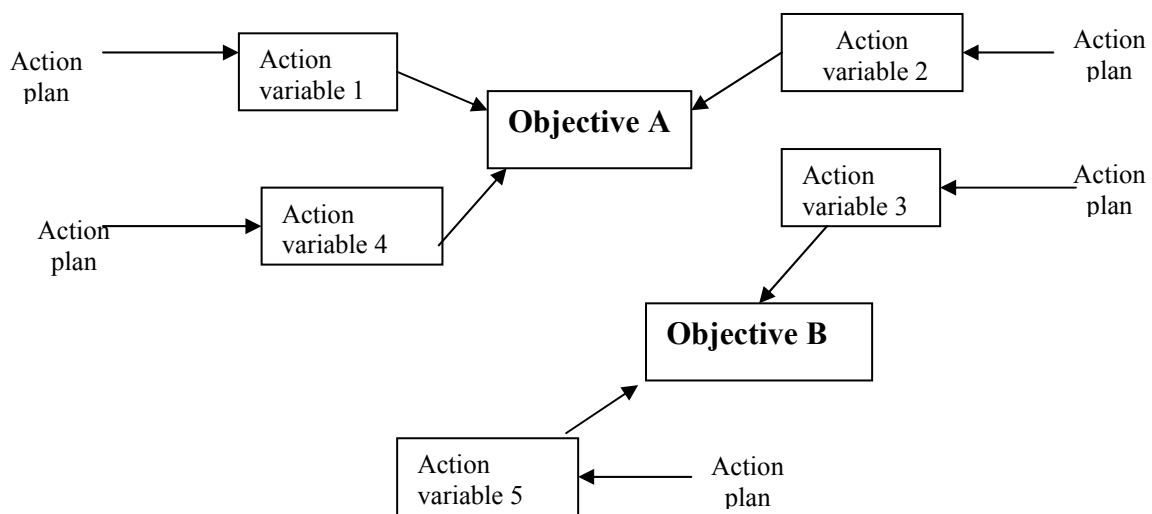 Action
plan
Action
variable 1
Objective A
Action
variable 2
Action
plan
Action
plan
Action
variable 4
Action
variable 3
Action
plan
Objective B
Action
variable 5
Action
plan